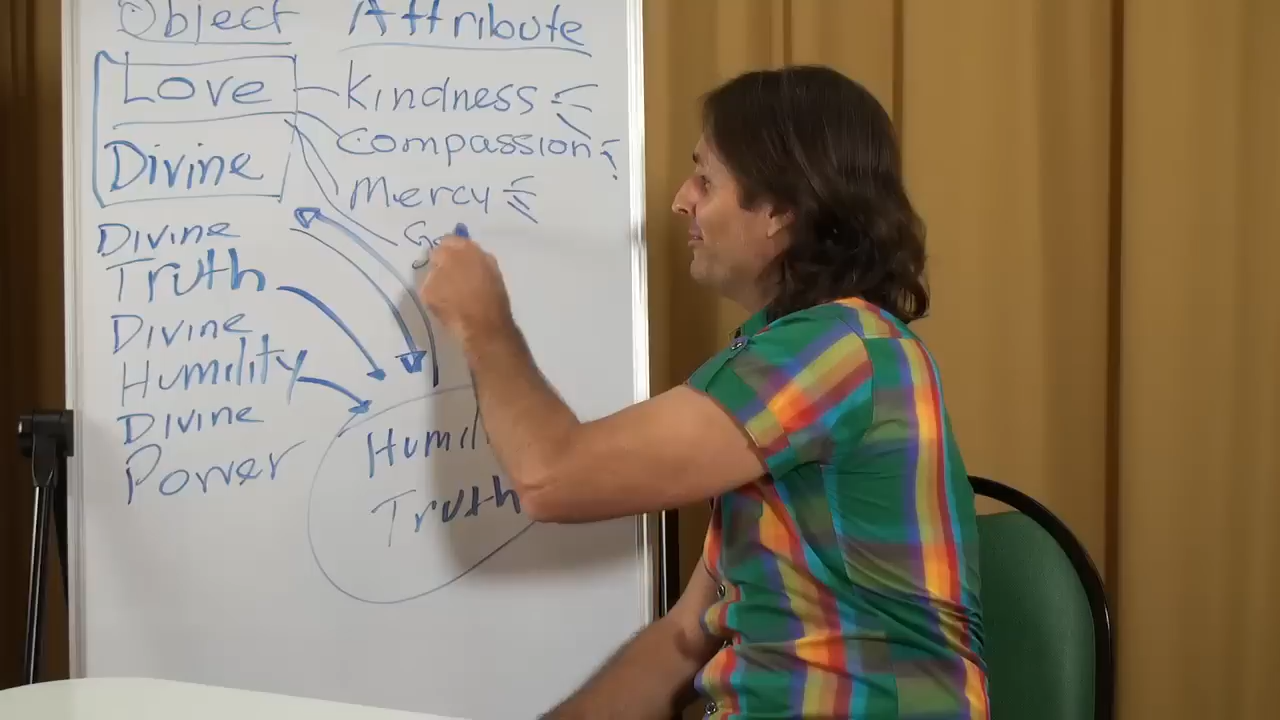 Object Attribute
Love Kindness
Compassion
Divine Mercy
Divine
Truth
Divine
Humility
Divine
Power
Truth